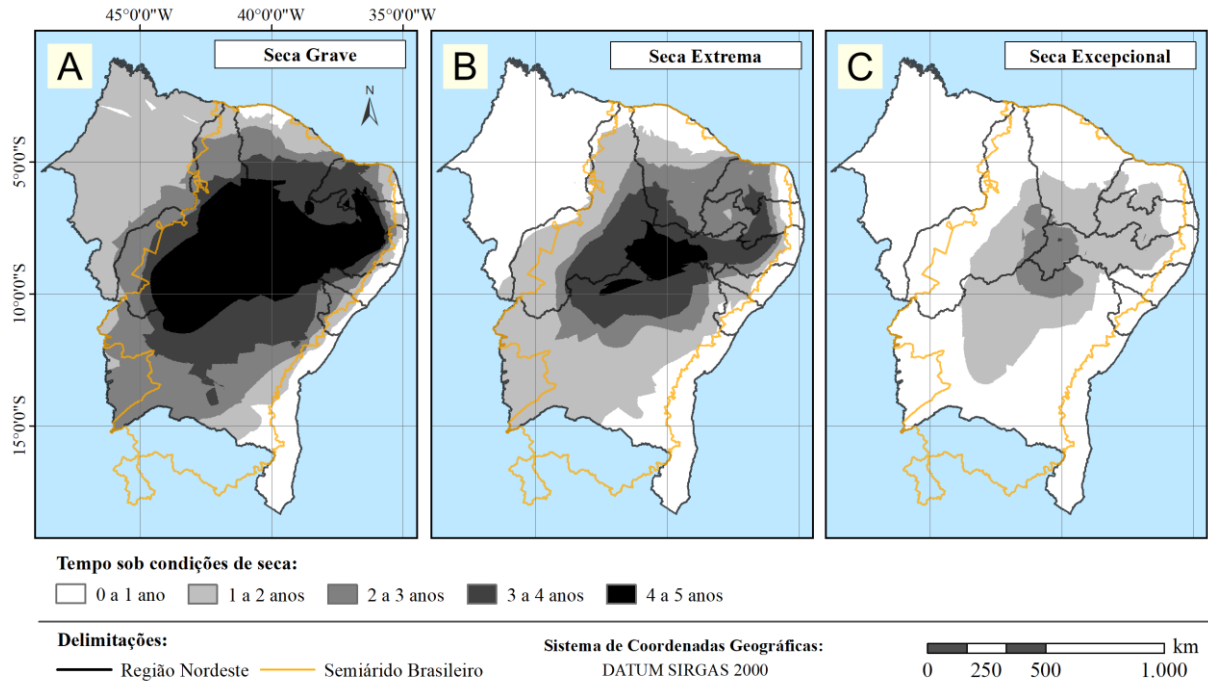 45°0'0"W 40°0'0"W 35°0'0"W
A Seca Grave
B Seca Extrema
C Seca Excepcional
N
5°0'0"S
10°0'0"S
15°0'0"S
Tempo sob condições de seca:
0 a 1 ano 1 a 2 anos 2 a 3 anos 3 a 4 anos 4 a 5 anos
Delimitações:
Região Nordeste Semiárido Brasileiro
Sistema de Coordenadas Geográficas:
DATUM SIRGAS 2000
km
0 250 500 1.000